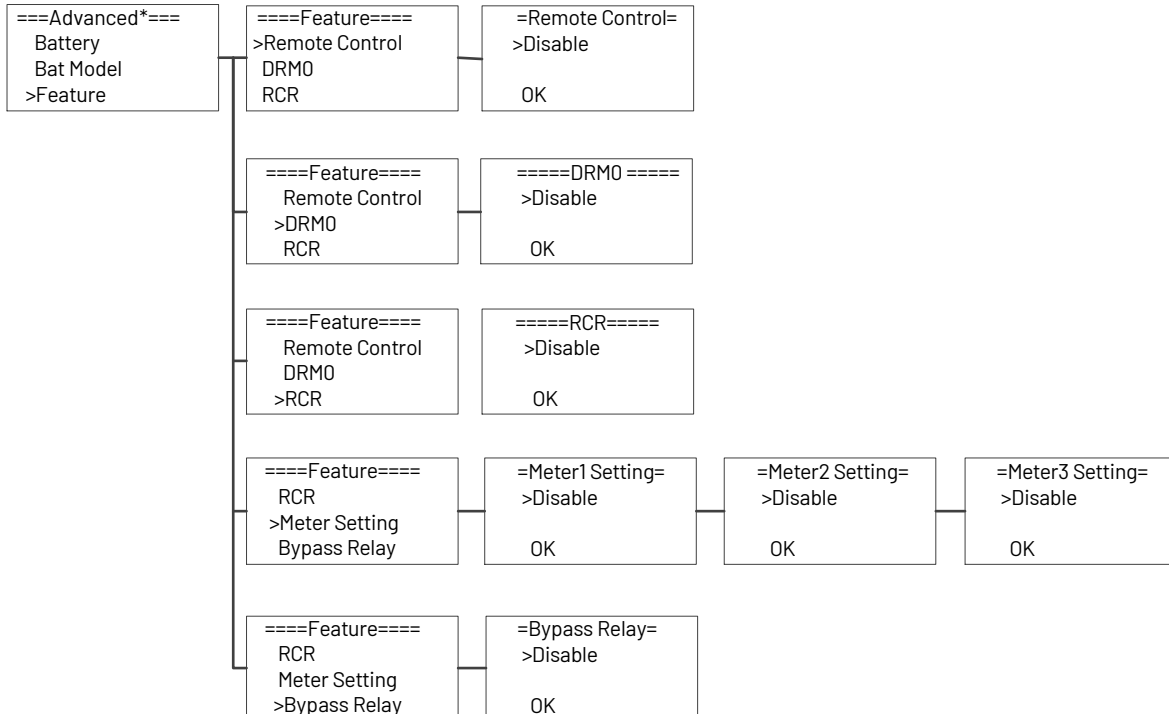 ===Advanced*===
Battery
Bat Model
>Feature
====Feature====
>Remote Control
DRM0
RCR
=Remote Control=
>Disable
OK
====Feature====
Remote Control
>DRM0
RCR
=====DRM0 =====
>Disable
OK
====Feature====
Remote Control
DRM0
>RCR
=====RCR=====
>Disable
OK
====Feature====
RCR
>Meter Setting
Bypass Relay
=Meter1 Setting=
>Disable
OK
=Meter2 Setting=
>Disable
OK
=Meter3 Setting=
>Disable
OK
====Feature====
RCR
Meter Setting
>Bypass Relay
=Bypass Relay=
>Disable
OK